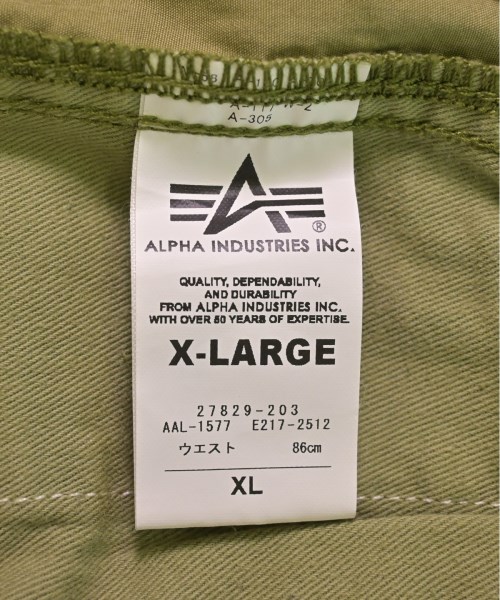 A-305
ALPHA INDUSTRIES INC.
®
QUALITY, DEPENDABILITY,
AND DURABILITY
FROM ALPHA INDUSTRIES INC.
WITH OVER 50 YEARS OF EXPERTISE.
X-LARGE
27829-203
AAL-1577 E217-2512
ウエスト 86cm
XL